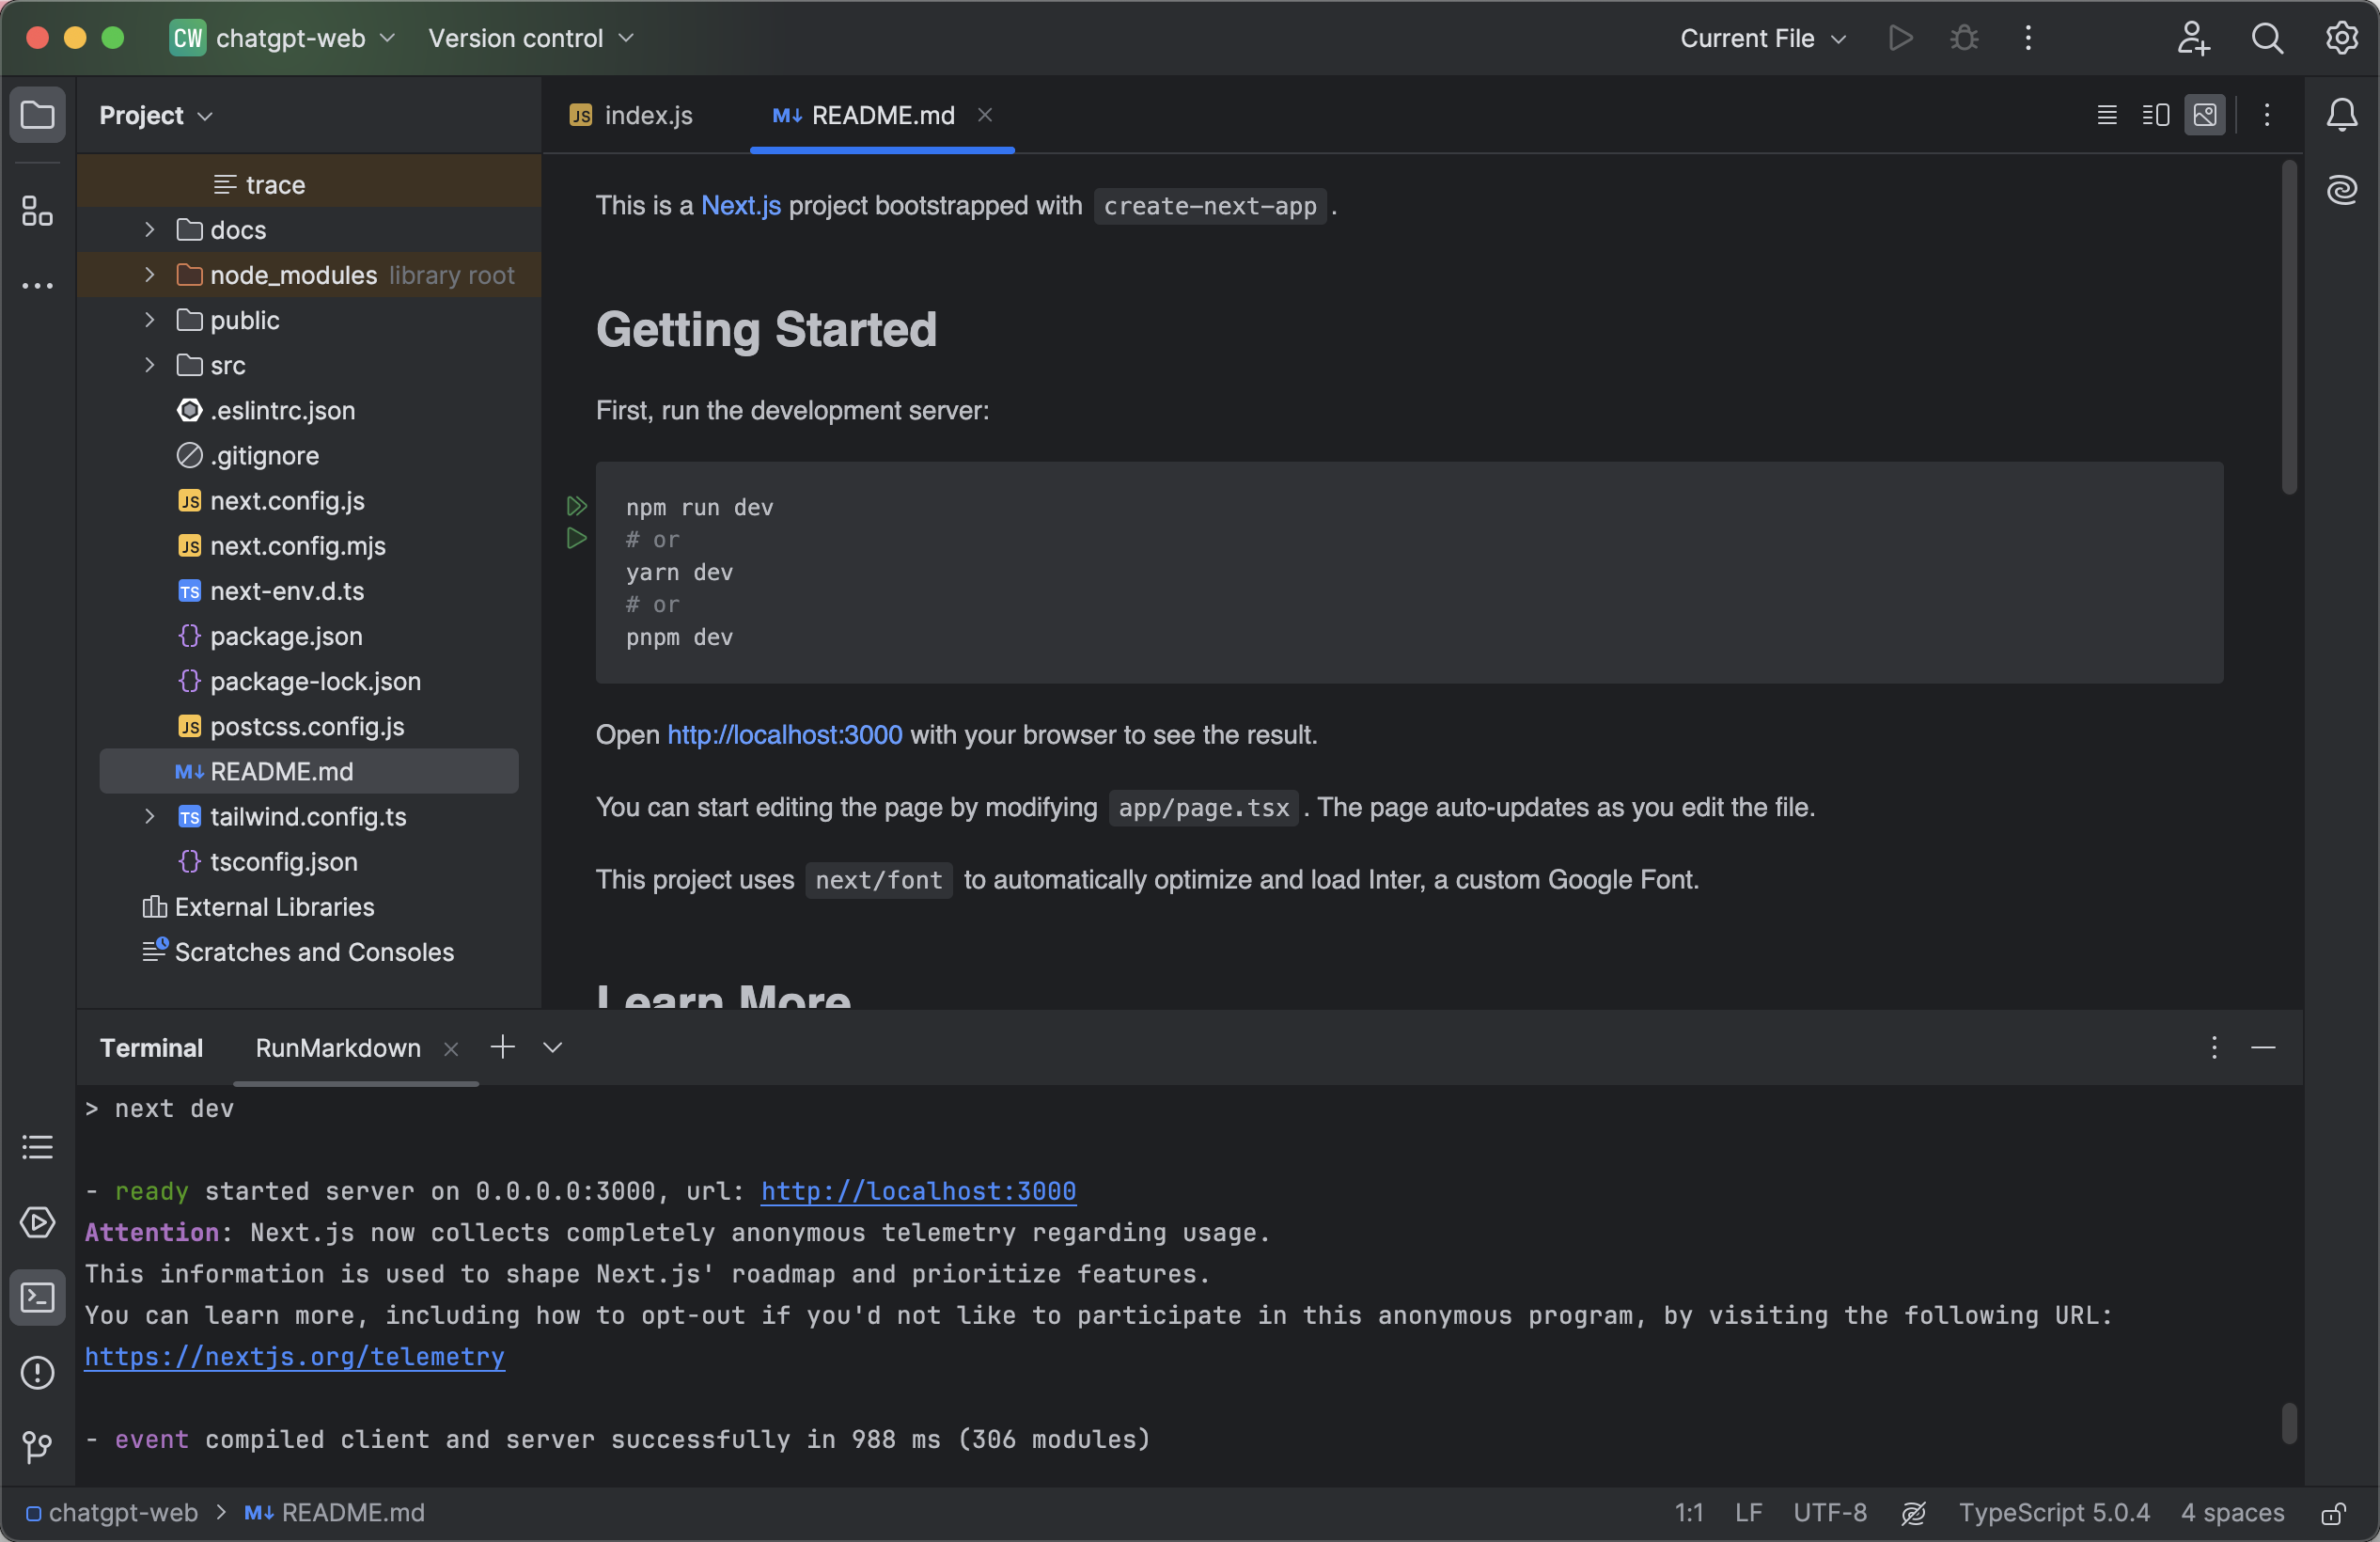 CW chatgpt-web Version control Current File
Project
JS index.js M↓ README.md
trace
docs
node_modules library root
public
src
.eslintrc.json
.gitignore
JS next.config.js
JS next.config.mjs
TS next-env.d.ts
{} package.json
{} package-lock.json
JS postcss.config.js
M↓ README.md
TS tailwind.config.ts
{} tsconfig.json
External Libraries
Scratches and Consoles
This is a Next.js project bootstrapped with create-next-app .
Getting Started
First, run the development server:
npm run dev
# or
yarn dev
# or
pnpm dev
Open http://localhost:3000 with your browser to see the result.
You can start editing the page by modifying app/page.tsx . The page auto-updates as you edit the file.
This project uses next/font to automatically optimize and load Inter, a custom Google Font.
Learn More
Terminal RunMarkdown
> next dev
- ready started server on 0.0.0.0:3000, url: http://localhost:3000
Attention: Next.js now collects completely anonymous telemetry regarding usage.
This information is used to shape Next.js' roadmap and prioritize features.
You can learn more, including how to opt-out if you'd not like to participate in this anonymous program, by visiting the following URL:
https://nextjs.org/telemetry
- event compiled client and server successfully in 988 ms (306 modules)
chatgpt-web > M↓ README.md 1:1 LF UTF-8 TypeScript 5.0.4 4 spaces